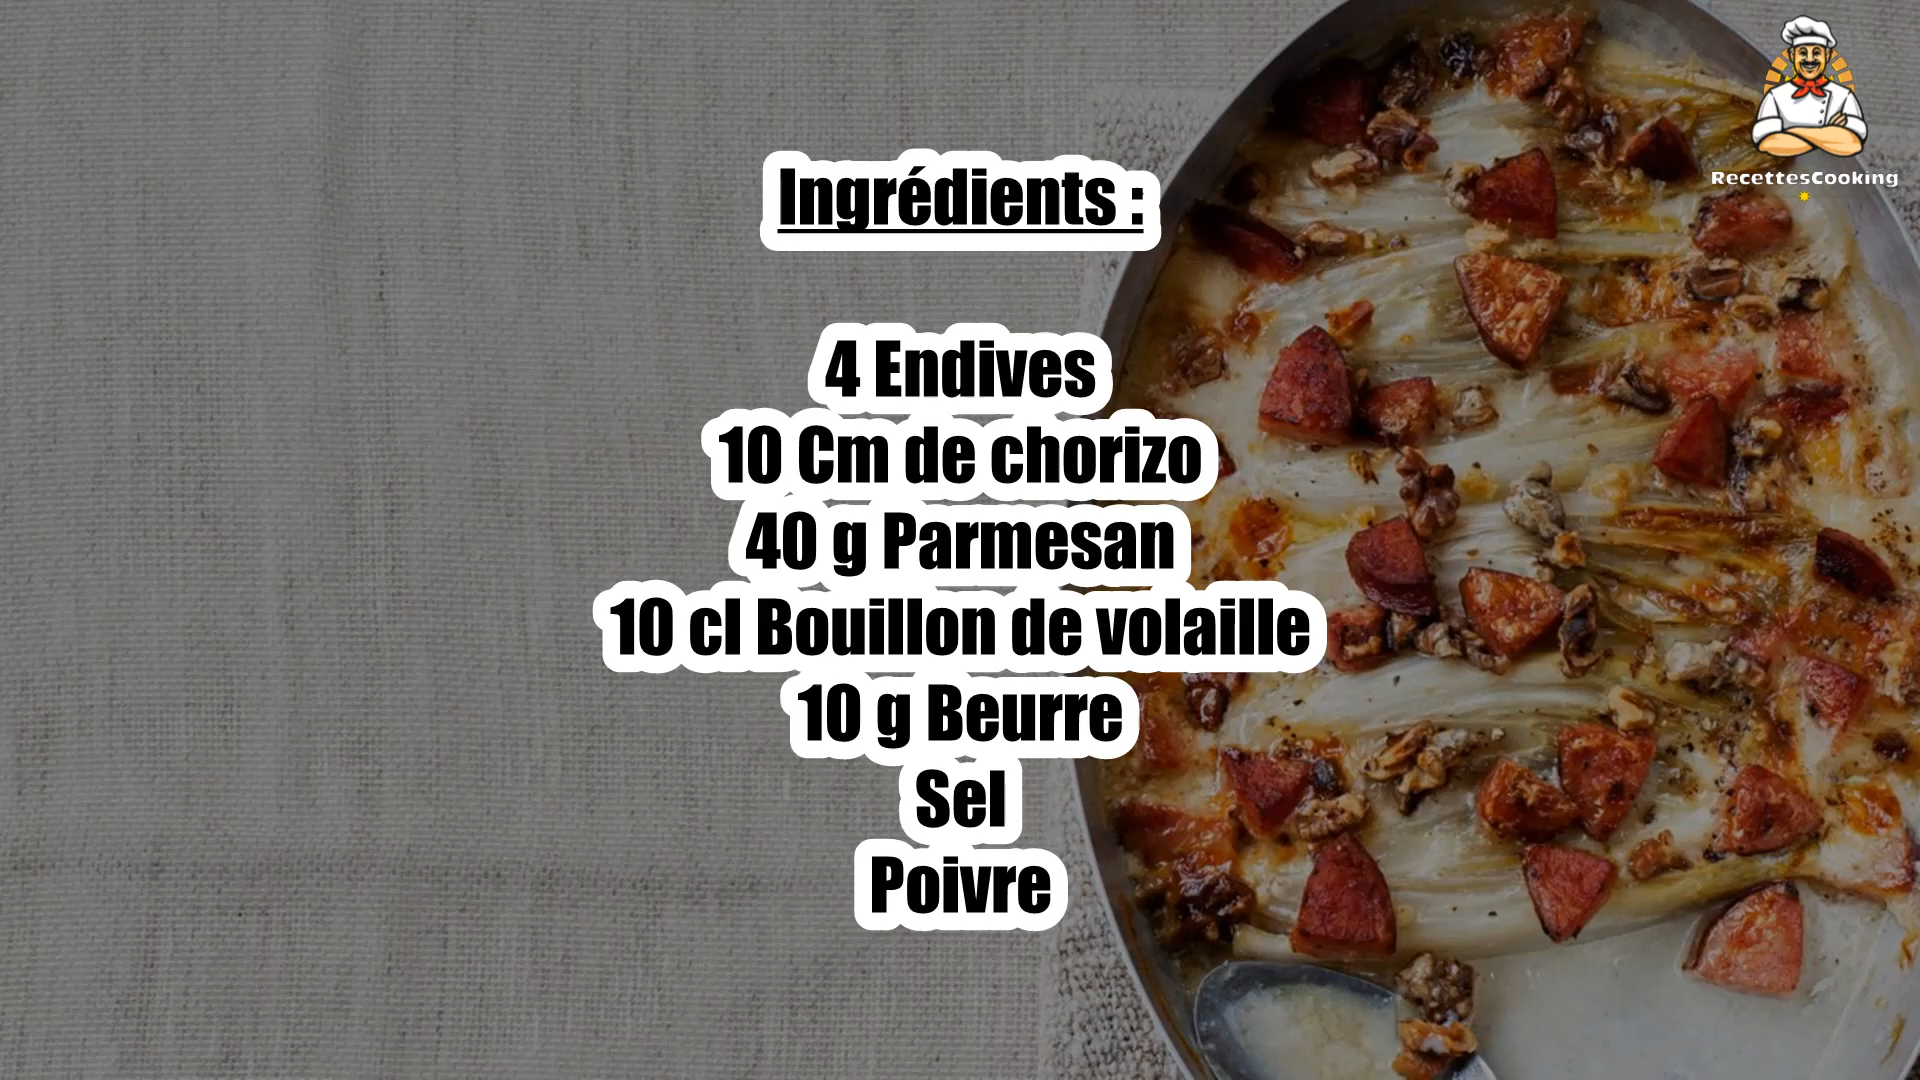 RecettesCooking
Ingrédients :
4 Endives
10 Cm de chorizo
40 g Parmesan
10 cl Bouillon de volaille
10 g Beurre
Sel
Poivre